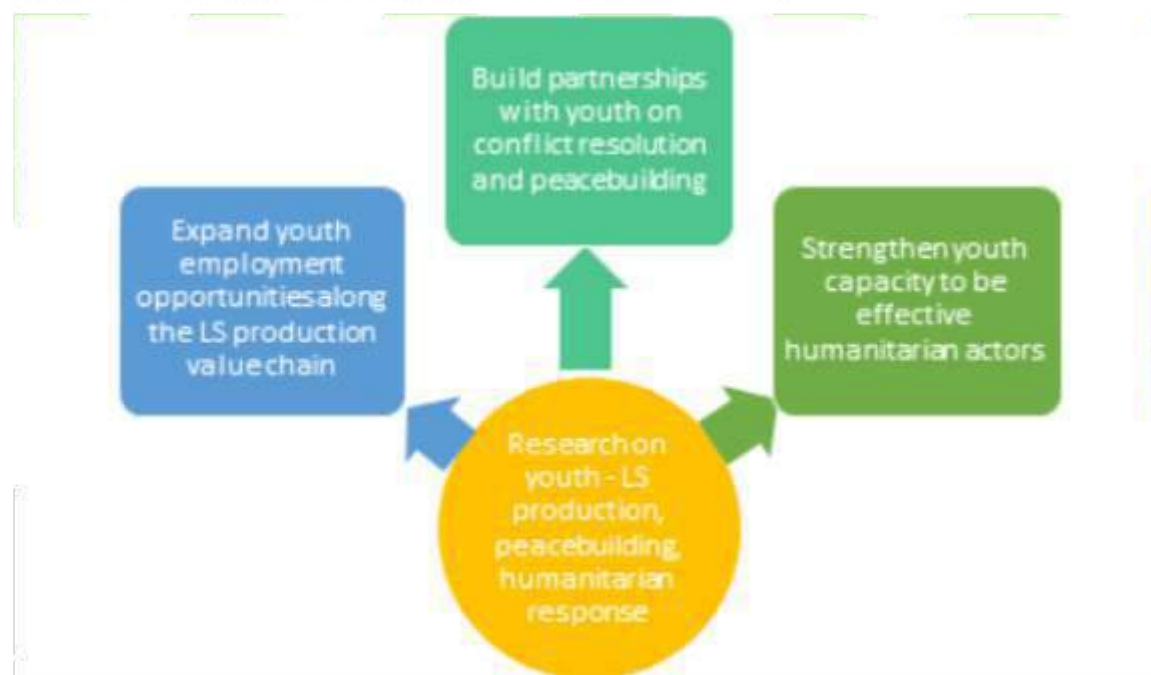 Build partnerships
with youth on
conflict resolution
and peacebuilding
Expand youth
employment
opportunities along
the LS production
value chain
Strengthen youth
capacity to be
effective
humanitarian actors
Research on
youth - LS
production,
peacebuilding,
humanitarian
response